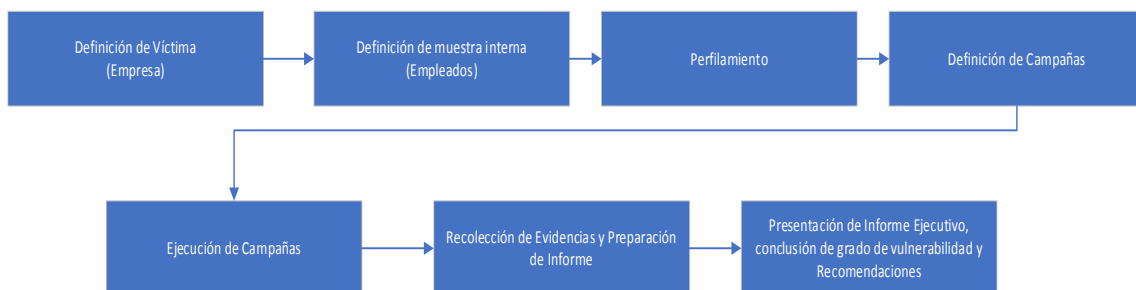 Definición de Víctima
(Empresa)
Definición de muestra interna
(Empleados)
Perfilamiento
Definición de Campañas
Ejecución de Campañas
Recolección de Evidencias y Preparación
de Informe
Presentación de Informe Ejecutivo,
conclusión de grado de vulnerabilidad y
Recomendaciones